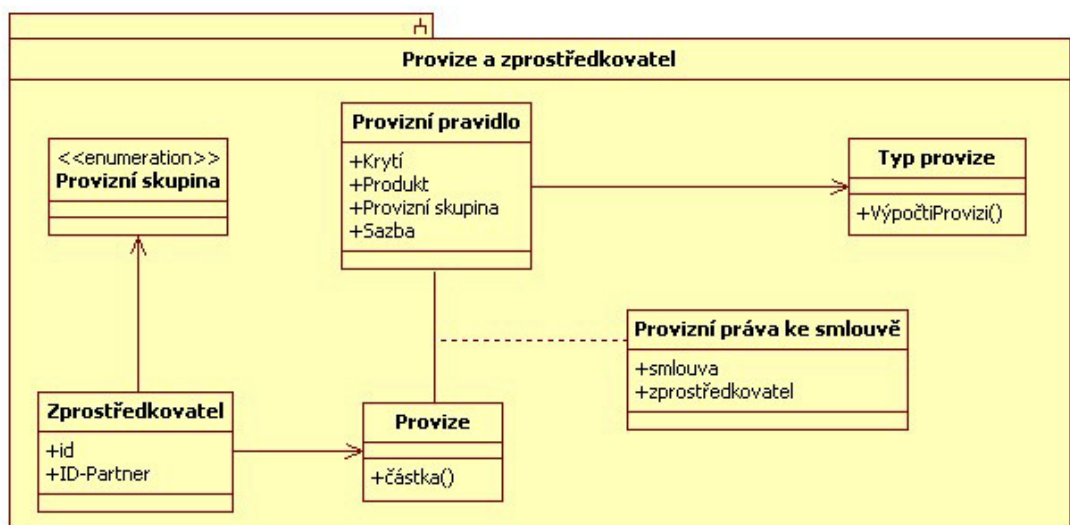 Provize a zprostředkovatel
<<enumeration>>
Provizní skupina
Provizní pravidlo
+Krytí
+Produkt
+Provizní skupina
+Sazba
Typ provize
+VýpočtiProvizi()
Provizní práva ke smlouvě
+smlouva
+zprostředkovatel
Zprostředkovatel
+id
+ID-Partner
Provize
+částka()